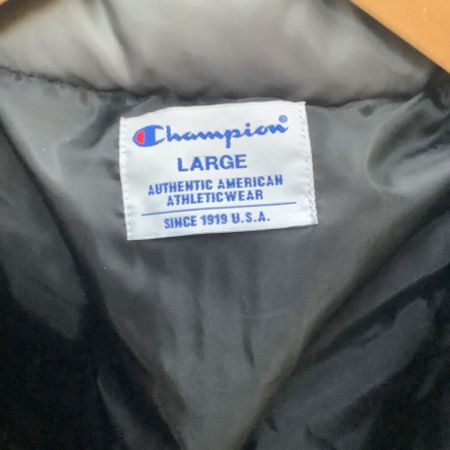 Champion®
LARGE
AUTHENTIC AMERICAN
ATHLETICWEAR
SINCE 1919 U.S.A.